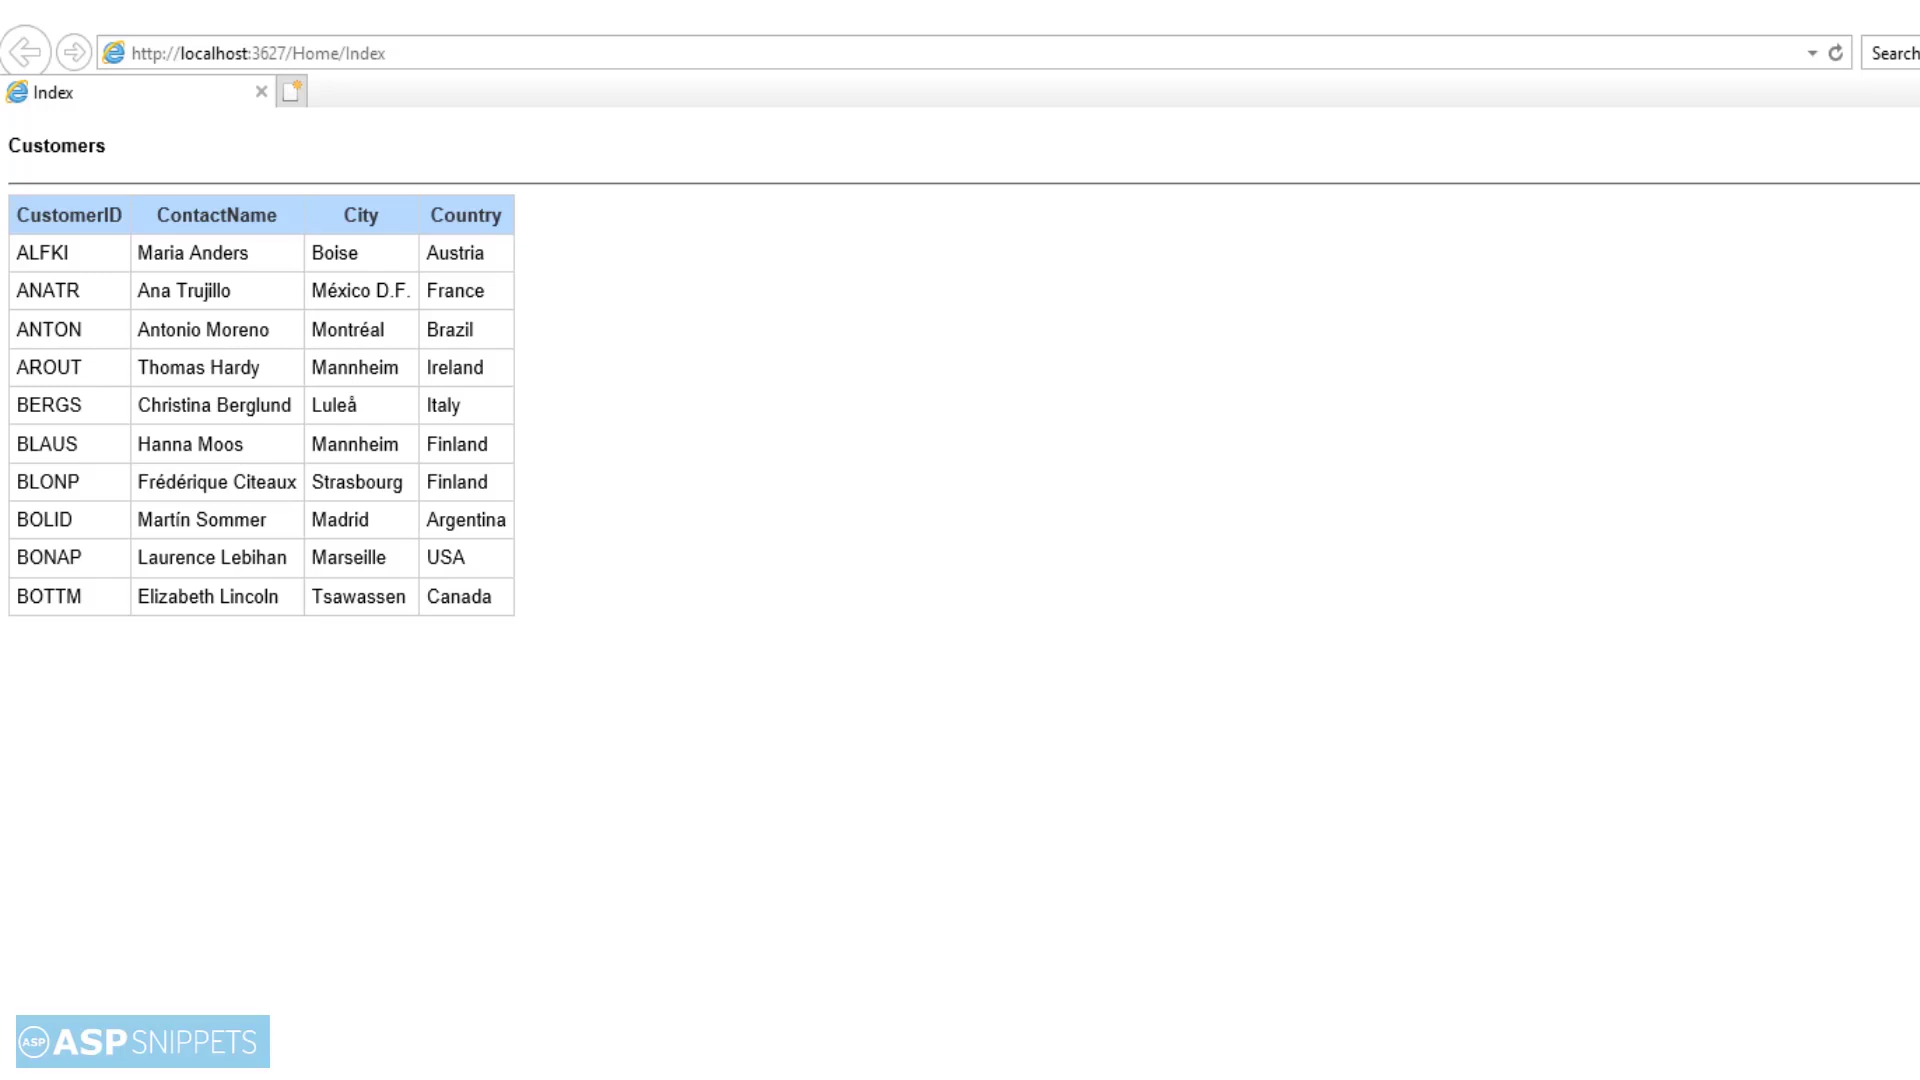 http://localhost:3627/Home/Index
Search
Index
Customers
CustomerID ContactName City Country
ALFKI Maria Anders Boise Austria
ANATR Ana Trujillo México D.F. France
ANTON Antonio Moreno Montréal Brazil
AROUT Thomas Hardy Mannheim Ireland
BERGS Christina Berglund Luleå Italy
BLAUS Hanna Moos Mannheim Finland
BLONP Frédérique Citeaux Strasbourg Finland
BOLID Martín Sommer Madrid Argentina
BONAP Laurence Lebihan Marseille USA
BOTTM Elizabeth Lincoln Tsawassen Canada
ASP ASPSNIPPETS